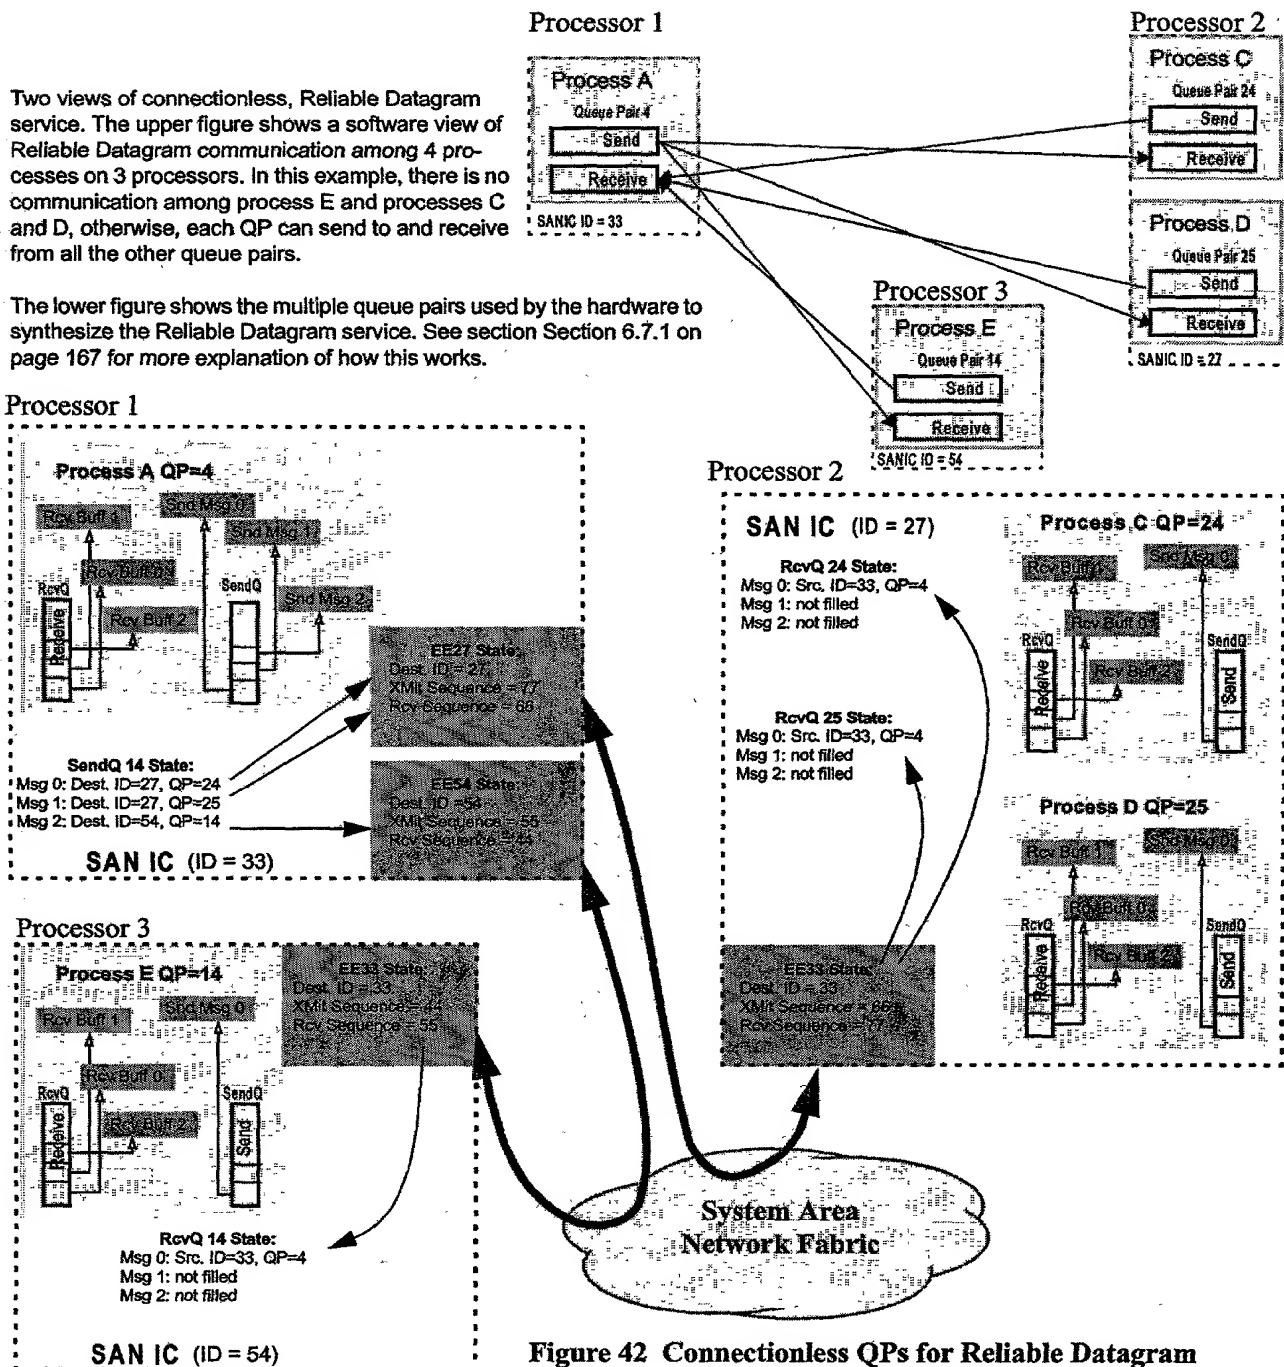 Processor 1
Processor 2
Two views of connectionless, Reliable Datagram
service. The upper figure shows a software view of
Reliable Datagram communication among 4 pro-
cesses on 3 processors. In this example, there is no
communication among process E and processes C
and D, otherwise, each QP can send to and receive
from all the other queue pairs.
The lower figure shows the multiple queue pairs used by the hardware to
synthesize the Reliable Datagram service. See section Section 6.7.1 on
page 167 for more explanation of how this works.
Process A
Queue Pair 4
Send
Receive
SANIC ID = 33
Process C
Queue Pair 24
Send
Receive
Process D
Queue Pair 25
Send
Receive
SANIC ID = 27
Processor 3
Process E
Queue Pair 14
Send
Receive
SANIC ID = 54
Processor 1
Process A QP=4
Rcv Buff 1
Snd Msg 0
Snd Msg 1
Rcv Buff 0
RcvQ
SendQ
Snd Msg 2
Rcv Buff 2
Receive
EE27 State:
Dest. ID = 27
XMit Sequence = 77
Rcv Sequence = 66
SendQ 14 State:
Msg 0: Dest. ID=27, QP=24
Msg 1: Dest. ID=27, QP=25
Msg 2: Dest. ID=54, QP=14
EE54 State:
Dest. ID =54
XMit Sequence = 55
Rcv Sequence = 44
SAN IC (ID = 33)
Processor 2
SAN IC (ID = 27)
RcvQ 24 State:
Msg 0: Src. ID=33, QP=4
Msg 1: not filled
Msg 2: not filled
RcvQ 25 State:
Msg 0: Src. ID=33, QP=4
Msg 1: not filled
Msg 2: not filled
Process C QP=24
Rcv Buff 1
Snd Msg 0
Rcv Buff 0
RcvQ
SendQ
Rcv Buff 2
Receive
Send
Process D QP=25
Rcv Buff 1
Snd Msg 0
Rcv Buff 0
RcvQ
SendQ
Rcv Buff 2
Receive
Send
EE33 State:
Dest. ID = 33
XMit Sequence = 66
Rcv Sequence = 77
Processor 3
Process E QP=14
Rcv Buff 1
Snd Msg 0
EE33 State:
Dest. ID = 33
XMit Sequence = 44
Rcv Sequence = 55
Rcv Buff 0
RcvQ
SendQ
Rcv Buff 2
Receive
Send
RcvQ 14 State:
Msg 0: Src. ID=33, QP=4
Msg 1: not filled
Msg 2: not filled
SAN IC (ID = 54)
System Area
Network Fabric
Figure 42 Connectionless QPs for Reliable Datagram